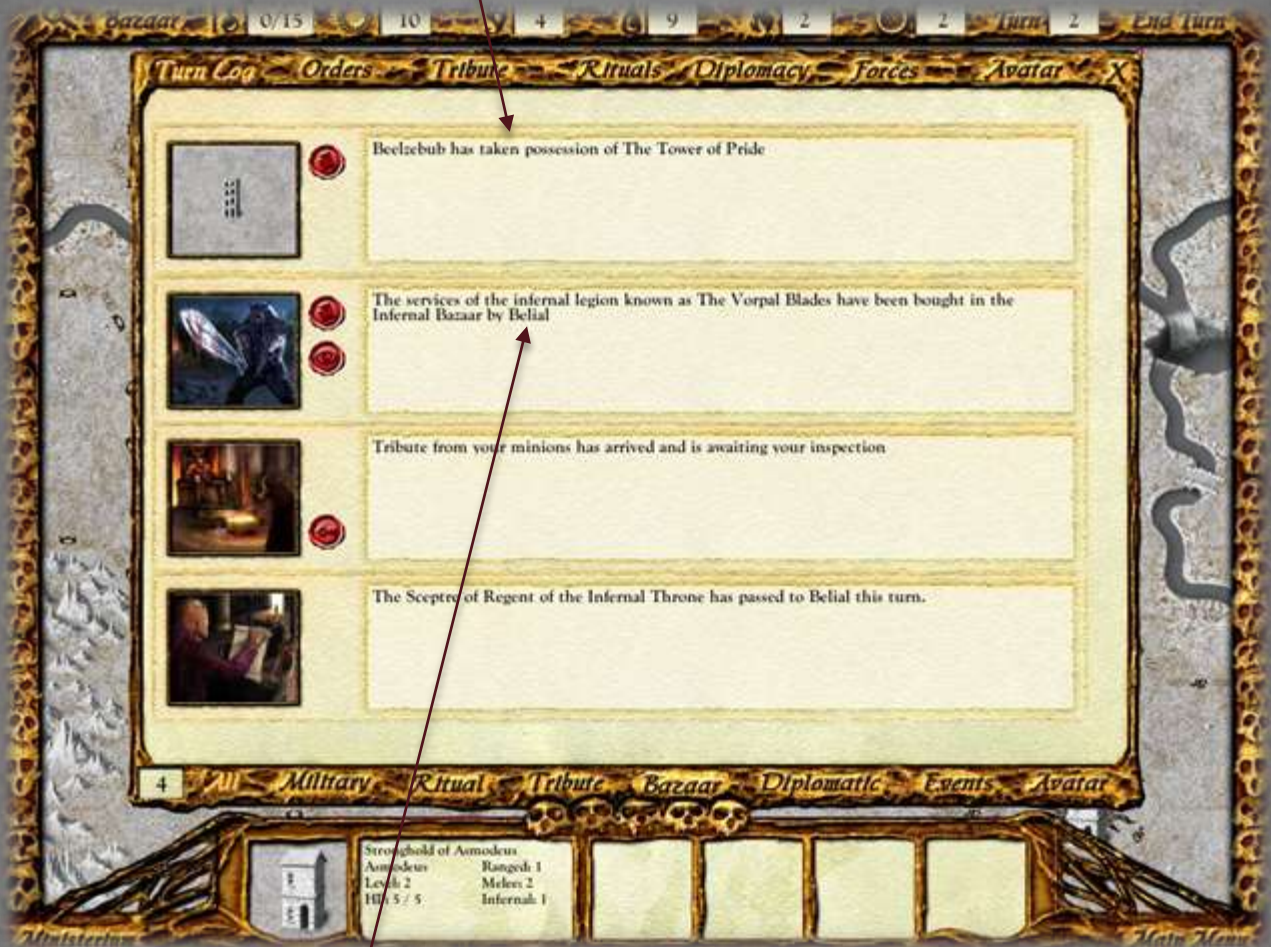 Bazaar 0/15 10 4 9 2 2 Turn 2 End Turn
Turn Log Orders Tribute Rituals Diplomacy Forces Avatar X
Beelzebub has taken possession of The Tower of Pride
The services of the infernal legion known as The Vorpal Blades have been bought in the
Infernal Bazaar by Belial
Tribute from your minions has arrived and is awaiting your inspection
The Sceptre of Regent of the Infernal Throne has passed to Belial this turn.
4 All Military Ritual Tribute Bazaar Diplomatic Events Avatar
Stronghold of Asmodeus
Asmodeus Ranged: 1
Level: 2 Melee: 2
HP: 5 / 5 Infernal: 1
Ministerium Main Menu